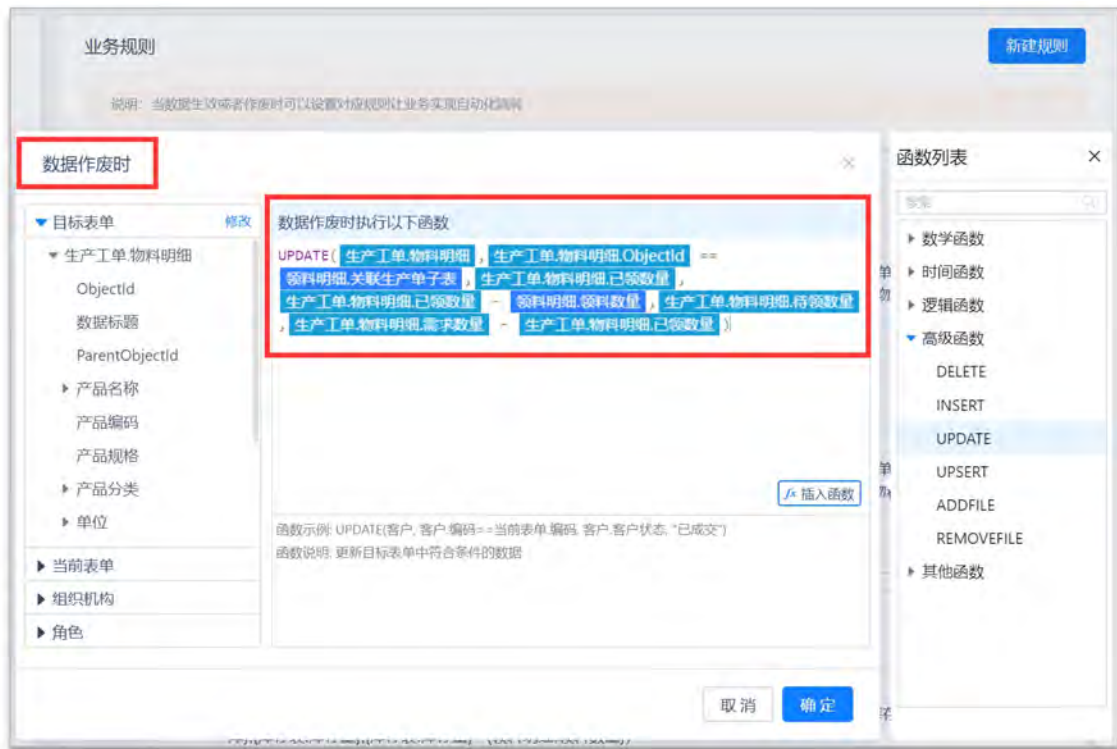 业务规则
新建规则
说明: 当数据生效或者作废时可以设置对应规则让业务实现自动化流转
数据作废时
目标表单 修改
生产工单.物料明细
ObjectId
数据标题
ParentObjectId
产品名称
产品编码
产品规格
产品分类
单位
当前表单
组织机构
角色
数据作废时执行以下函数
UPDATE( 生产工单.物料明细 , 生产工单.物料明细.ObjectId ==
领料明细.关联生产单子表 , 生产工单.物料明细.已领数量 ,
生产工单.物料明细.已领数量 - 领料明细.领料数量 , 生产工单.物料明细.待领数量
, 生产工单.物料明细.需求数量 - 生产工单.物料明细.已领数量 )
fx 插入函数
函数示例: UPDATE(客户, 客户.编码==当前表单.编码, 客户.客户状态, "已成交")
函数说明: 更新目标表单中符合条件的数据
取消
确定
函数列表
搜索
数学函数
时间函数
逻辑函数
高级函数
DELETE
INSERT
UPDATE
UPSERT
ADDFILE
REMOVEFILE
其他函数